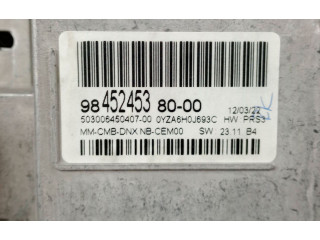 98 452453 80-00 12/03/22
503006450407-00 0YZA6H0J693C HW PRS3
MM-CMB-DNX NB-CEM00 SW 23.11 B4